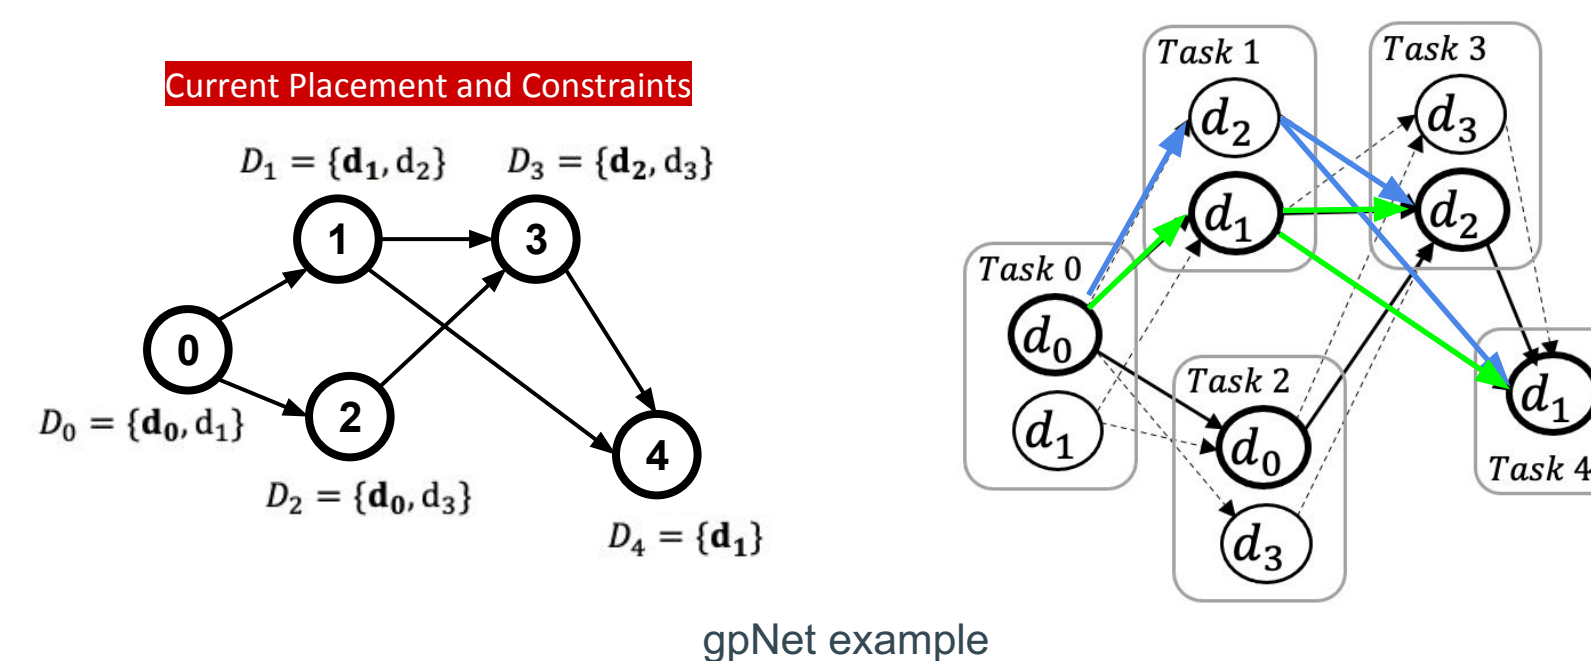 Current Placement and Constraints
D₁ = {d₁, d₂}
D₃ = {d₂, d₃}
1
3
0
2
4
D₀ = {d₀, d₁}
D₂ = {d₀, d₃}
D₄ = {d₁}
Task 1
d₂
d₁
Task 3
d₃
d₂
Task 0
d₀
d₁
Task 2
d₀
d₃
d₁
Task 4
gpNet example